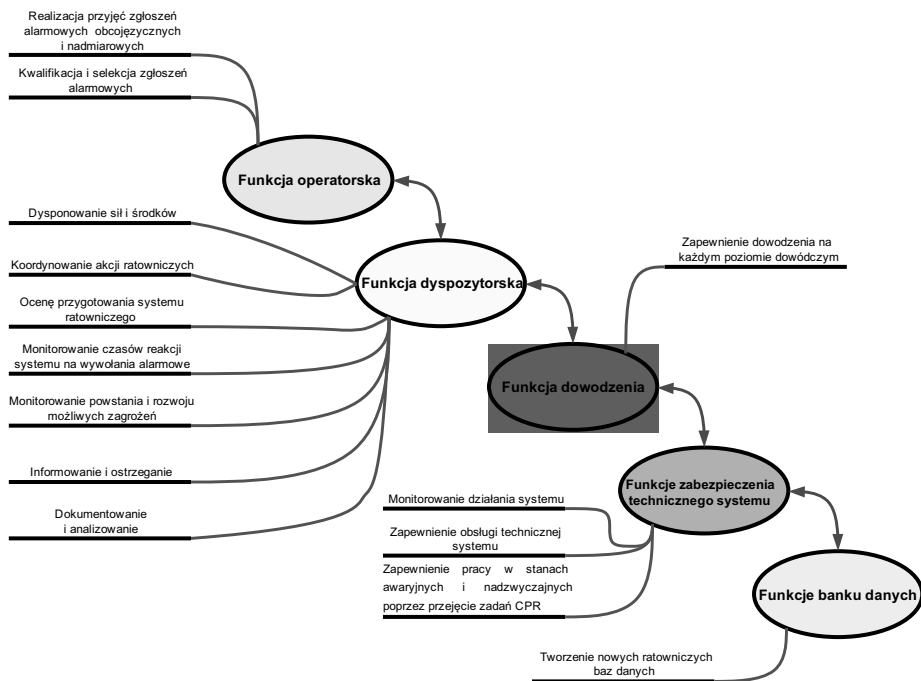 Realizacja przyjęć zgłoszeń
alarmowych obcojęzycznych
i nadmiarowych
Kwalifikacja i selekcja zgłoszeń
alarmowych
Funkcja operatorska
Dysponowanie sił i środków
Koordynowanie akcji ratowniczych
Ocenę przygotowania systemu
ratowniczego
Monitorowanie czasów reakcji
systemu na wywołania alarmowe
Monitorowanie powstania i rozwoju
możliwych zagrożeń
Informowanie i ostrzeganie
Dokumentowanie
i analizowanie
Funkcja dyspozytorska
Zapewnienie dowodzenia na
każdym poziomie dowódczym
Funkcja dowodzenia
Funkcje zabezpieczenia
technicznego systemu
Monitorowanie działania systemu
Zapewnienie obsługi technicznej
systemu
Zapewnienie pracy w stanach
awaryjnych i nadzwyczajnych
poprzez przejęcie zadań CPR
Funkcje banku danych
Tworzenie nowych ratowniczych
baz danych